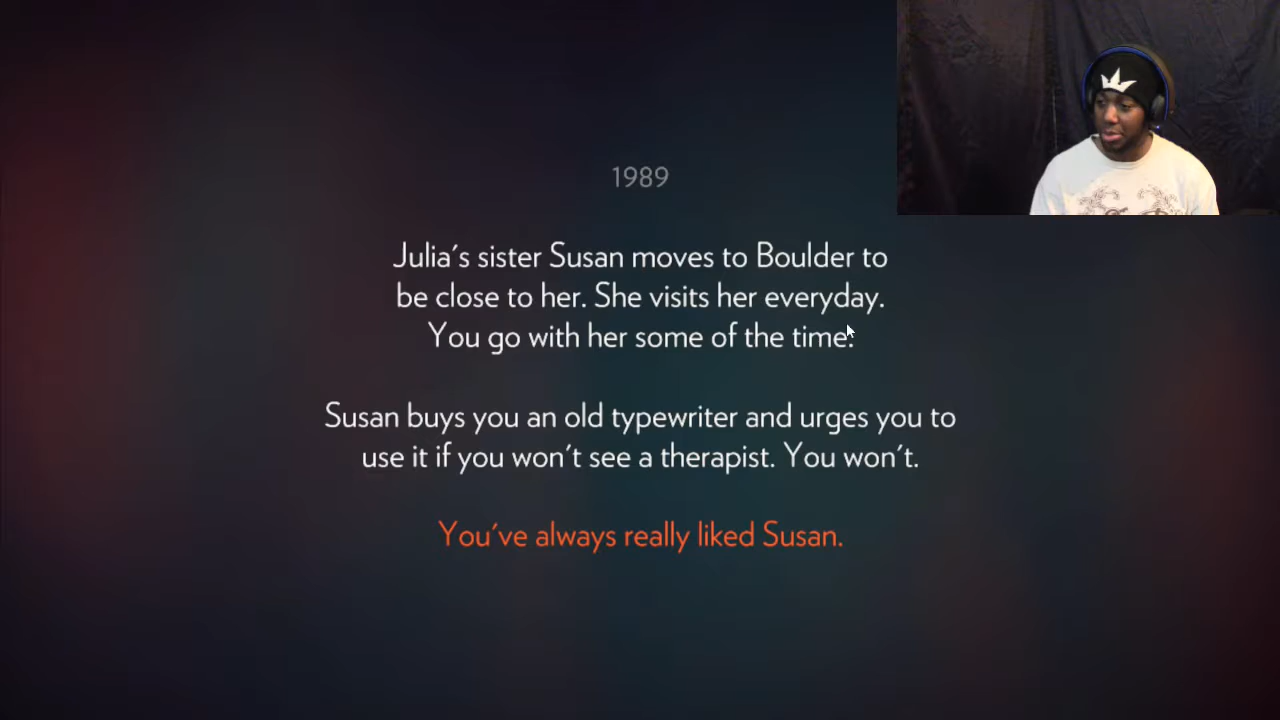 1989
Julia's sister Susan moves to Boulder to
be close to her. She visits her everyday.
You go with her some of the time.
Susan buys you an old typewriter and urges you to
use it if you won't see a therapist. You won't.
You've always really liked Susan.